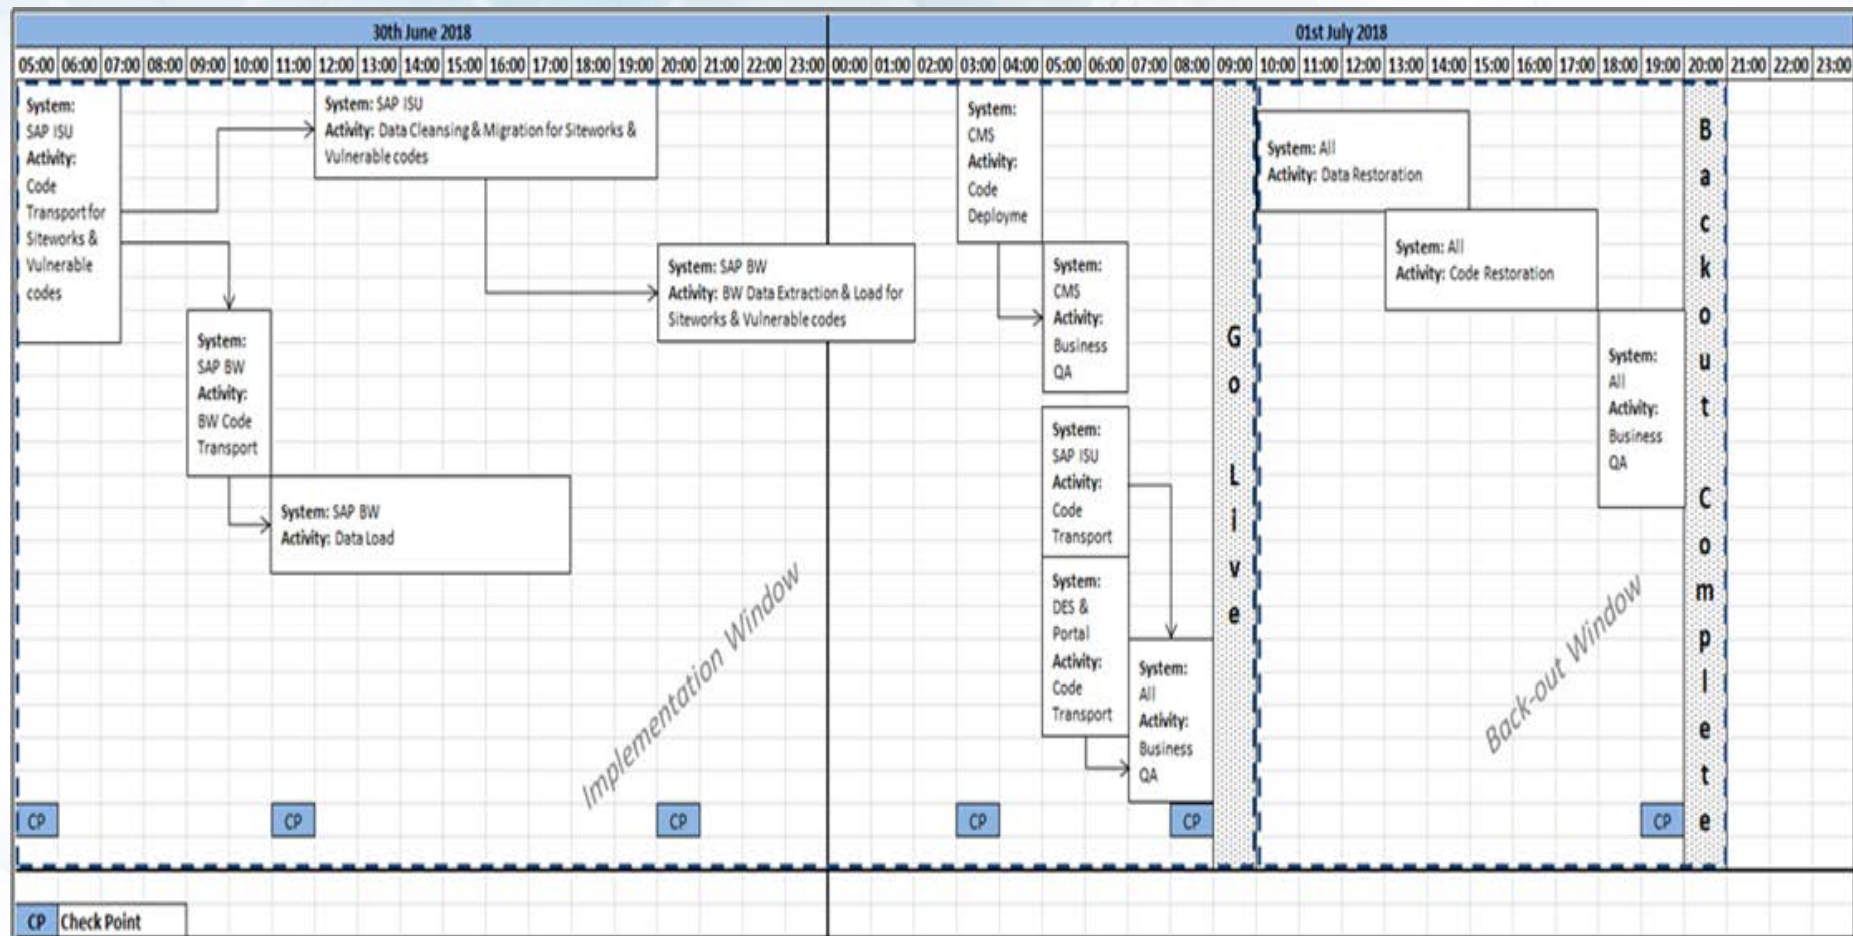 30th June 2018
01st July 2018
05:00 06:00 07:00 08:00 09:00 10:00 11:00 12:00 13:00 14:00 15:00 16:00 17:00 18:00 19:00 20:00 21:00 22:00 23:00 00:00 01:00 02:00 03:00 04:00 05:00 06:00 07:00 08:00 09:00 10:00 11:00 12:00 13:00 14:00 15:00 16:00 17:00 18:00 19:00 20:00 21:00 22:00 23:00
System:
SAP ISU
Activity:
Code
Transport for
Siteworks &
Vulnerable
codes
System: SAP ISU
Activity: Data Cleansing & Migration for Siteworks &
Vulnerable codes
System:
SAP BW
Activity:
BW Code
Transport
System: SAP BW
Activity: Data Load
System: SAP BW
Activity: BW Data Extraction & Load for
Siteworks & Vulnerable codes
System:
CMS
Activity:
Code
Deployme
System:
CMS
Activity:
Business
QA
System:
SAP ISU
Activity:
Code
Transport
System:
DES &
Portal
Activity:
Code
Transport
System:
All
Activity:
Business
QA
Go Live
System: All
Activity: Data Restoration
System: All
Activity: Code Restoration
System:
All
Activity:
Business
QA
Backout Complete
Implementation Window
Back-out Window
CP CP CP CP CP CP
CP Check Point